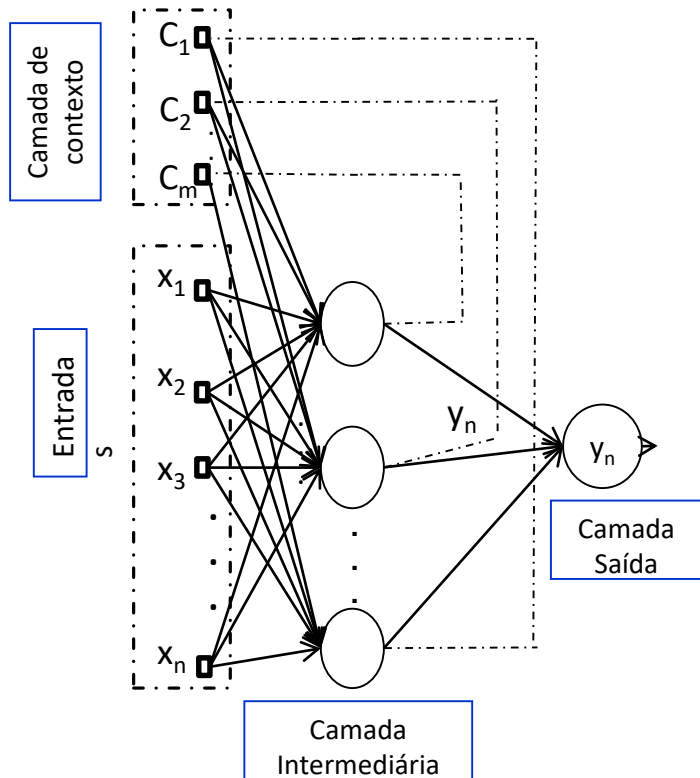 Camada de
contexto
C1
C2
Cm
Entrada
s
x1
x2
x3
xn
yn
yn
Camada
Saída
Camada
Intermediária